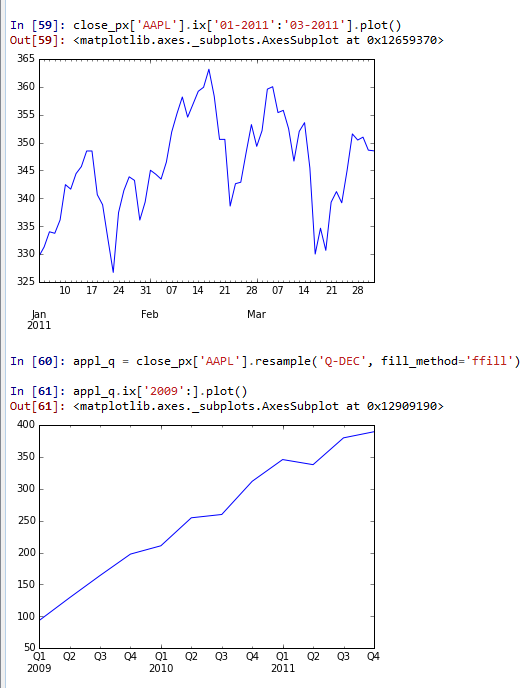 In [59]: close_px['AAPL'].ix['01-2011':'03-2011'].plot()
Out[59]: <matplotlib.axes._subplots.AxesSubplot at 0x12659370>
365
360
355
350
345
340
335
330
325
10 17 24 31 07 14 21 28 07 14 21 28
Jan Feb Mar
2011
In [60]: appl_q = close_px['AAPL'].resample('Q-DEC', fill_method='ffill')
In [61]: appl_q.ix['2009':].plot()
Out[61]: <matplotlib.axes._subplots.AxesSubplot at 0x12909190>
400
350
300
250
200
150
100
50
Q1 Q2 Q3 Q4 Q1 Q2 Q3 Q4 Q1 Q2 Q3 Q4
2009 2010 2011